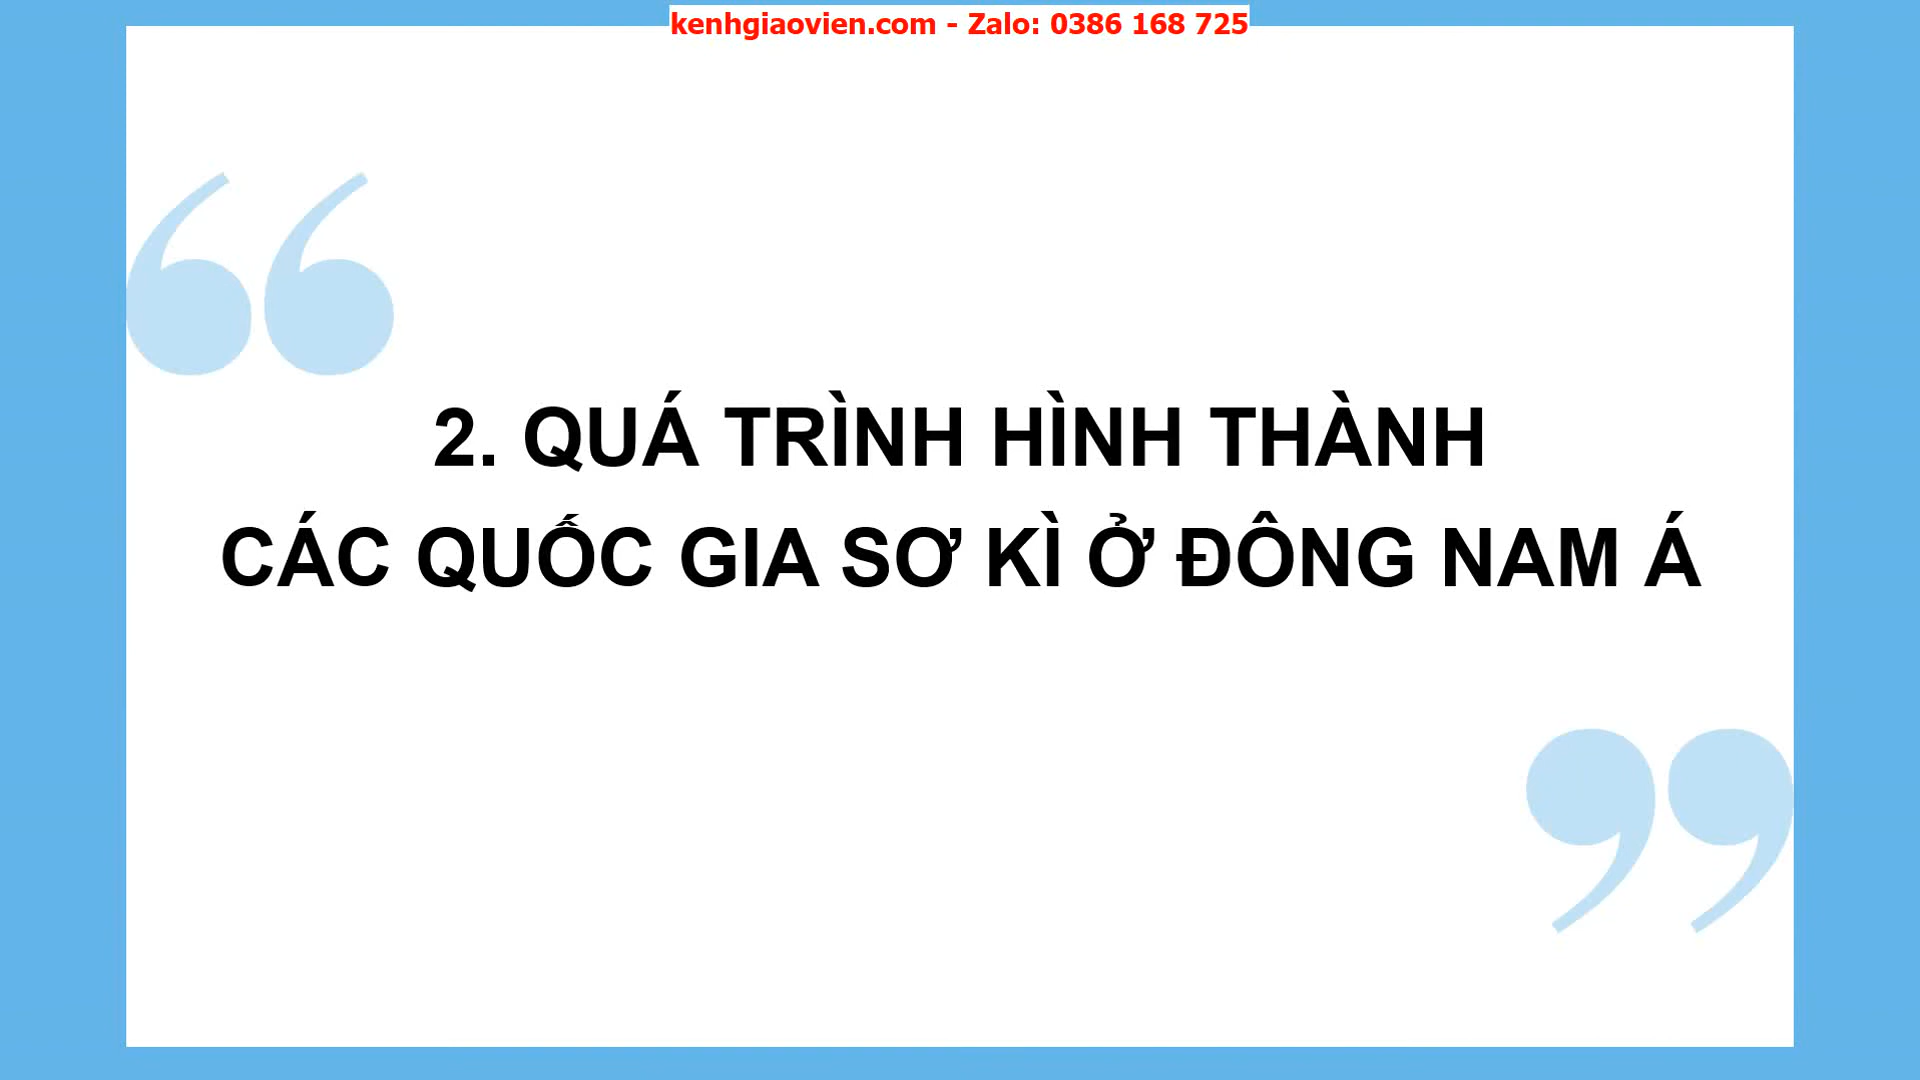 kenhgiaovien.com - Zalo: 0386 168 725
2. QUÁ TRÌNH HÌNH THÀNH
CÁC QUỐC GIA SƠ KÌ Ở ĐÔNG NAM Á